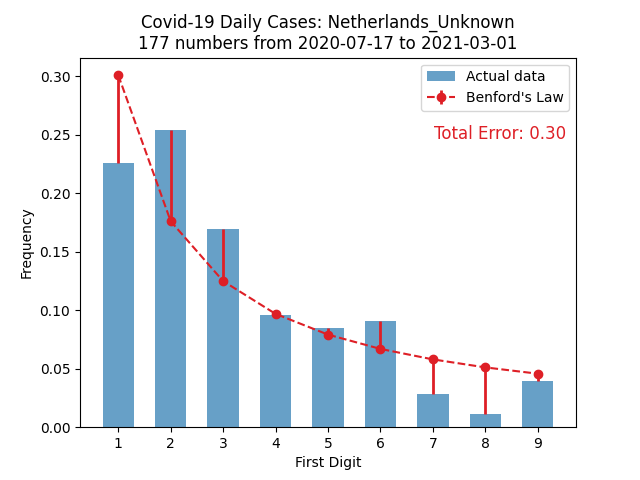 Covid-19 Daily Cases: Netherlands_Unknown
177 numbers from 2020-07-17 to 2021-03-01
Actual data
Benford's Law
Total Error: 0.30
Frequency
0.30
0.25
0.20
0.15
0.10
0.05
0.00
1 2 3 4 5 6 7 8 9
First Digit